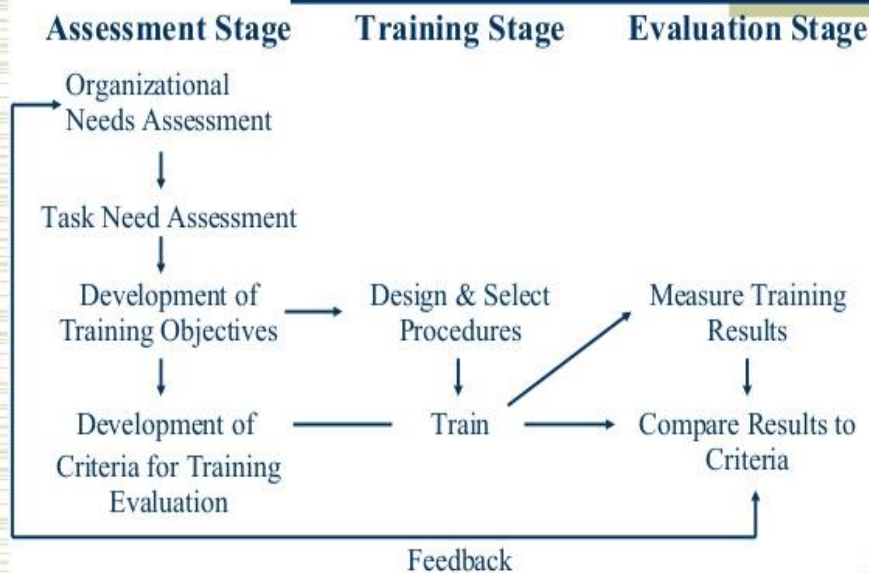 Assessment Stage
Training Stage
Evaluation Stage
Organizational
Needs Assessment
Task Need Assessment
Development of
Training Objectives
Design & Select
Procedures
Measure Training
Results
Development of
Criteria for Training
Evaluation
Train
Compare Results to
Criteria
Feedback